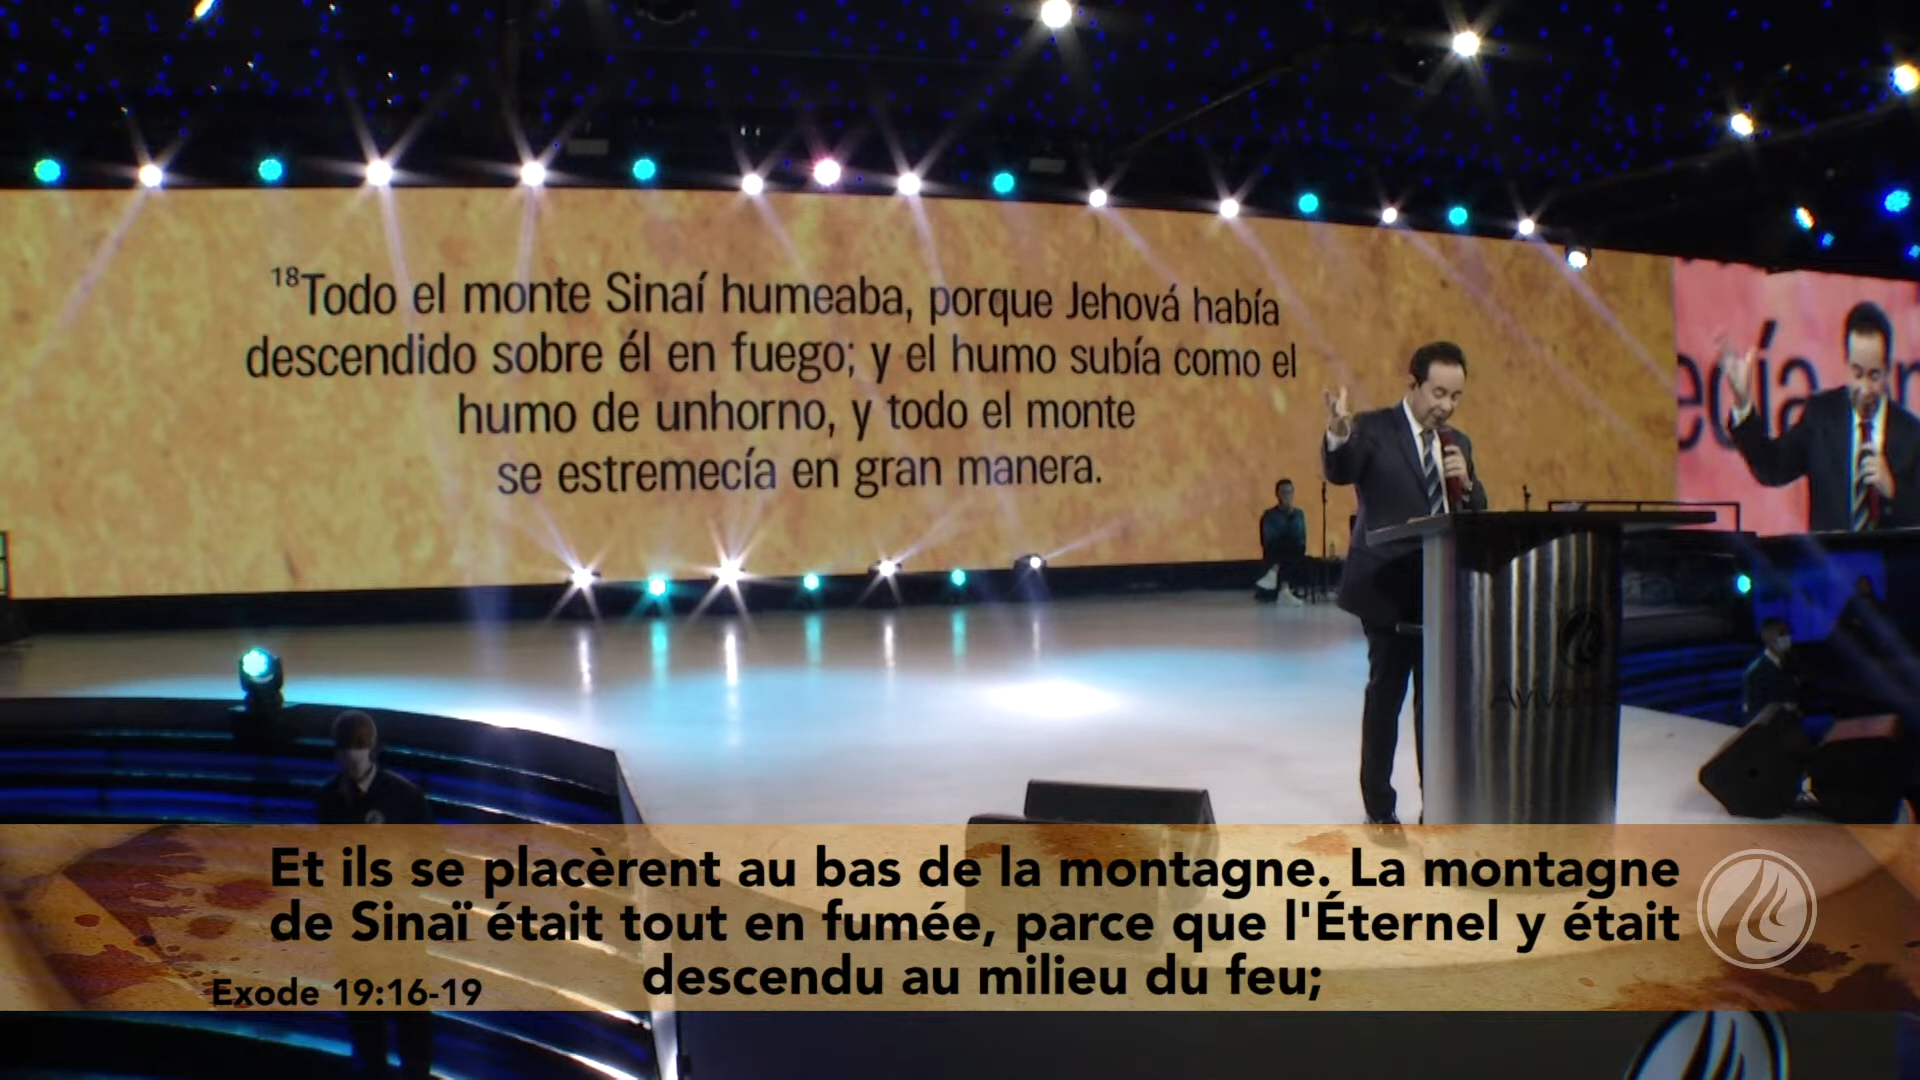 ¹⁸Todo el monte Sinaí humeaba, porque Jehová había
descendido sobre él en fuego; y el humo subía como el
humo de unhorno, y todo el monte
se estremecía en gran manera.
ecía
Et ils se placèrent au bas de la montagne. La montagne
de Sinaï était tout en fumée, parce que l'Éternel y était
descendu au milieu du feu;
Exode 19:16-19